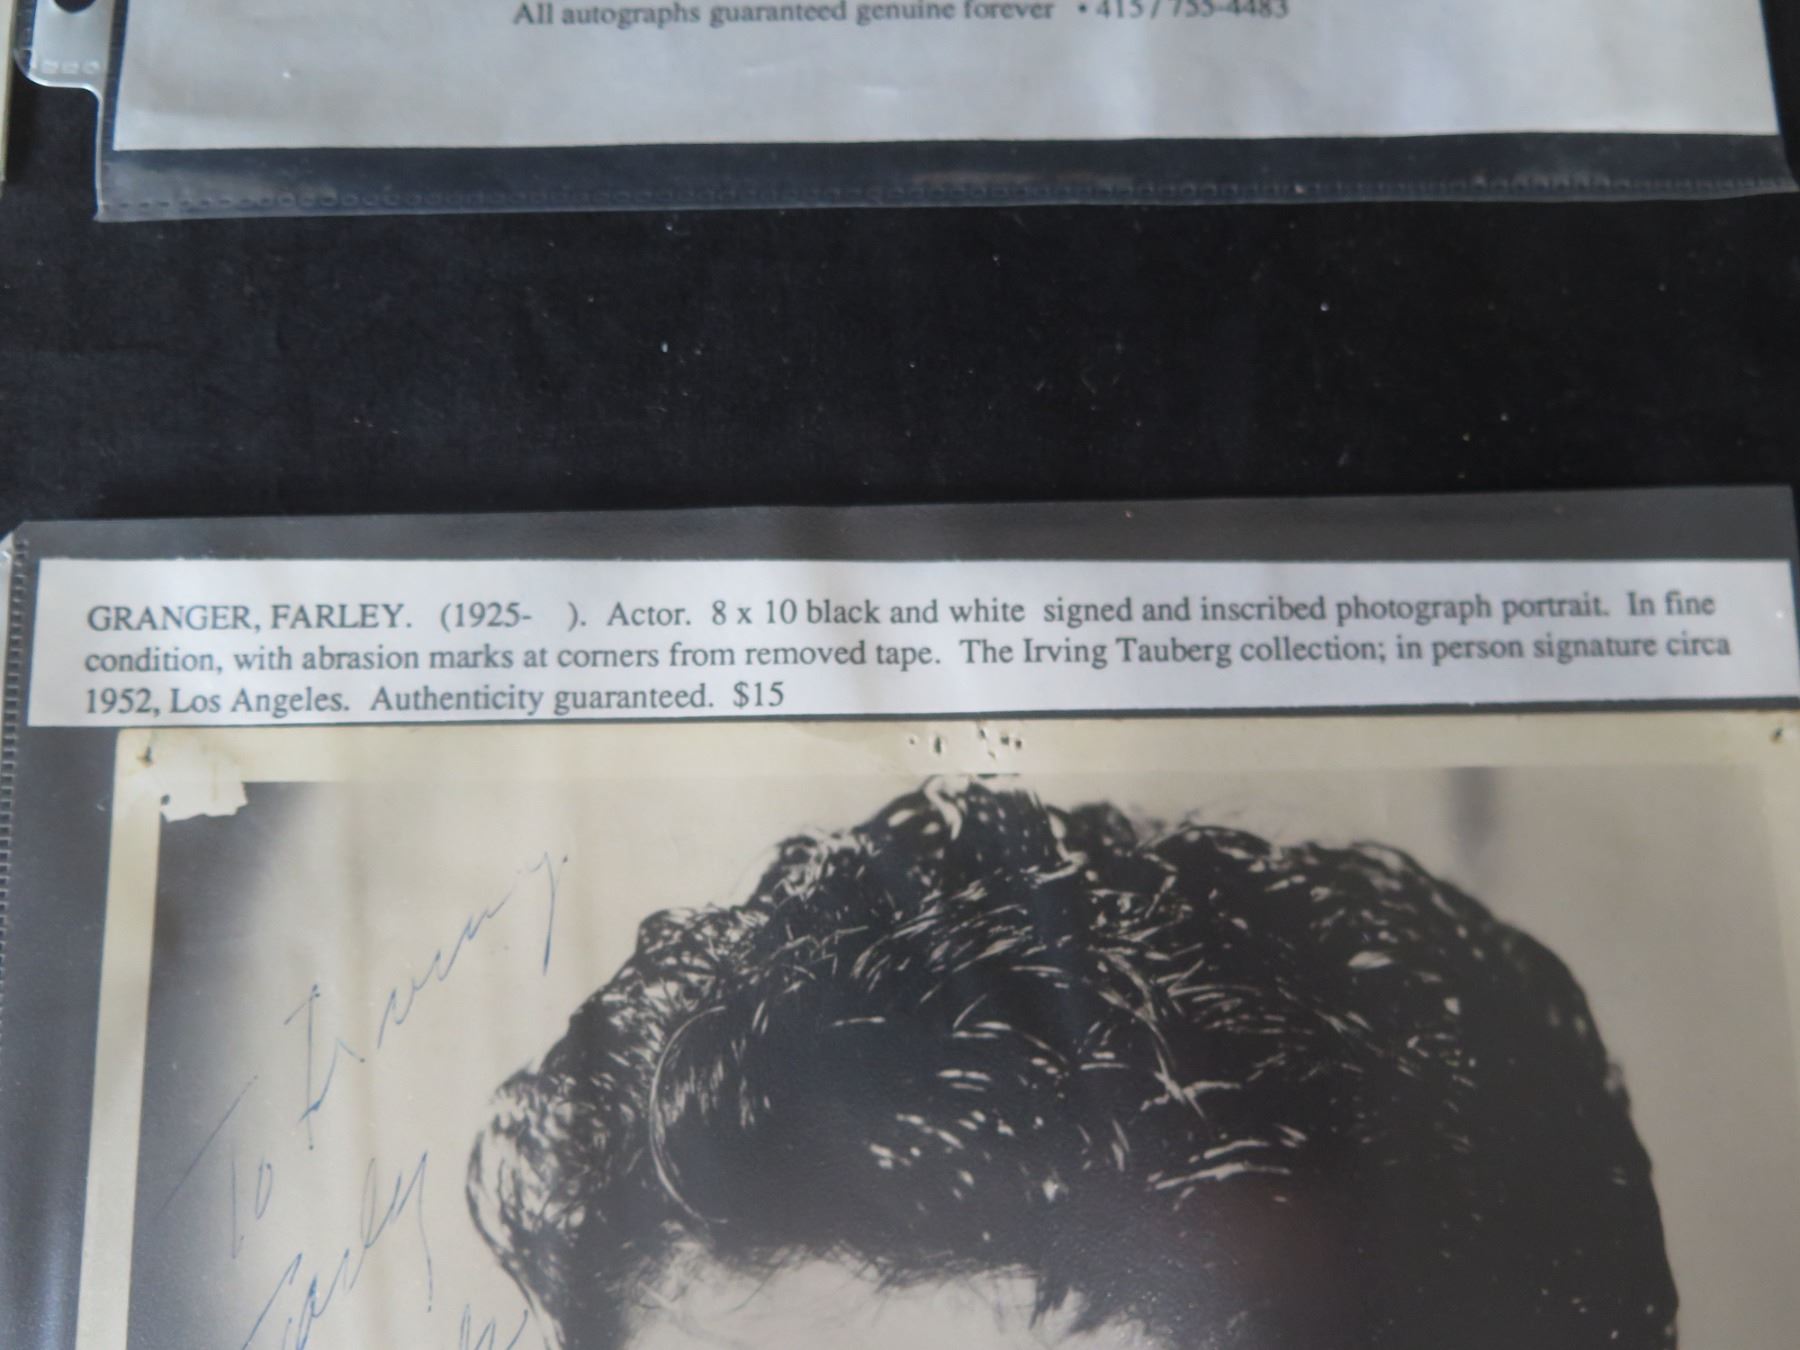 All autographs guaranteed genuine forever • 415 / 755-4483
GRANGER, FARLEY. (1925- ). Actor. 8 x 10 black and white signed and inscribed photograph portrait. In fine
condition, with abrasion marks at corners from removed tape. The Irving Tauberg collection; in person signature circa
1952, Los Angeles. Authenticity guaranteed. $15
To Irving.
Farley